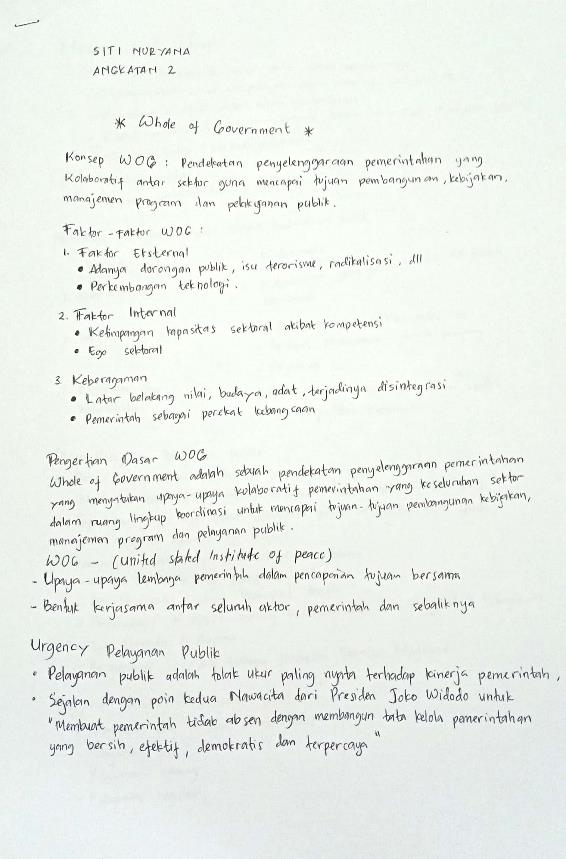 SITI NURYANA
ANGKATAN 2
* Whole of Government *
Konsep WOG : Pendekatan penyelenggaraan pemerintahan yang
Kolaboratif antar sektor guna mencapai tujuan pembangunan, kebijakan,
manajemen program dan pelayanan publik.
Faktor - Faktor WOG :
1. Faktor Eksternal
• Adanya dorongan publik, isu terorisme, radikalisasi, dll
• Perkembangan teknologi.
2. Faktor Internal
• Ketimpangan kapasitas sektoral akibat kompetensi
• Ego sektoral
3. Keberagaman
• Latar belakang nilai, budaya, adat, terjadinya disintegrasi
• Pemerintah sebagai perekat kebangsaan
Pengertian Dasar WOG
Whole of Government adalah sebuah pendekatan penyelenggaraan pemerintahan
yang menyatukan upaya-upaya kolaboratif pemerintahan yang keseluruhan sektor
dalam ruang lingkup koordinasi untuk mencapai tujuan-tujuan pembangunan kebijakan,
manajemen program dan pelayanan publik.
WOG - (United stated Institute of peace)
- Upaya-upaya lembaga pemerintah dalam pencapaian tujuan bersama
- Bentuk kerjasama antar seluruh aktor, pemerintah dan sebaliknya
Urgency Pelayanan Publik
• Pelayanan publik adalah tolak ukur paling nyata terhadap kinerja pemerintah,
• Sejalan dengan poin kedua Nawacita dari Presiden Joko Widodo untuk
"Membuat pemerintah tidak absen dengan membangun tata kelola pemerintahan
yang bersih, efektif, demokratis dan terpercaya"